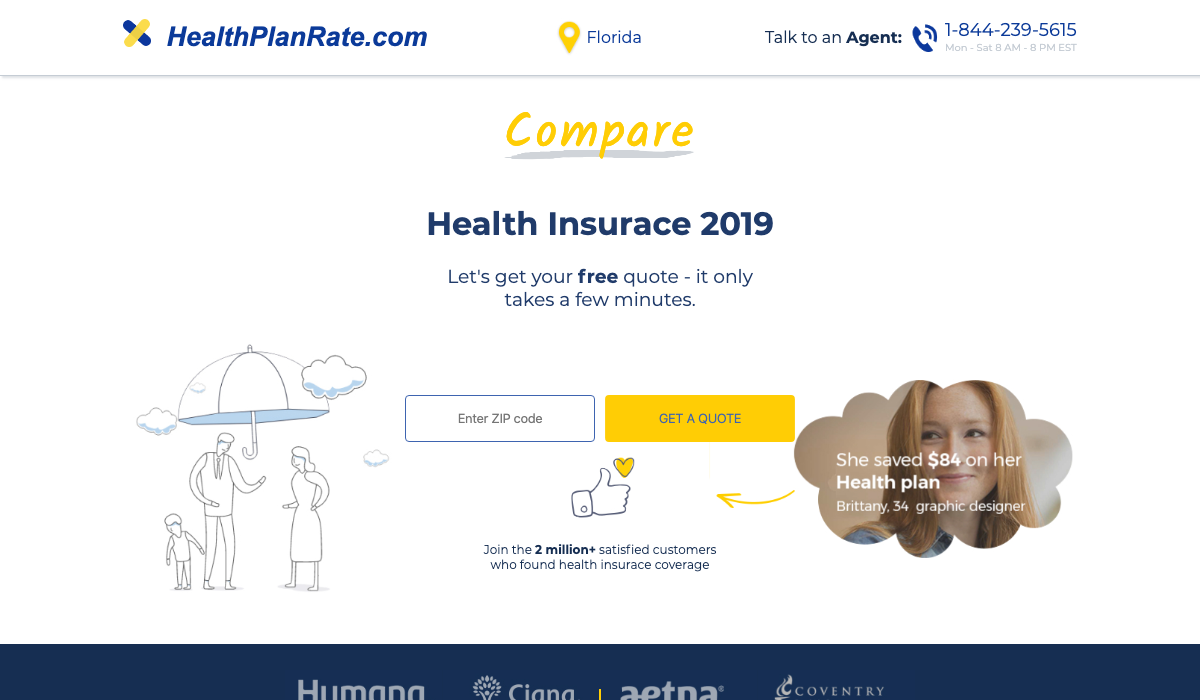 HealthPlanRate.com
Florida
Talk to an Agent:
1-844-239-5615
Mon - Sat 8 AM - 8 PM EST
Compare
Health Insurace 2019
Let's get your free quote - it only
takes a few minutes.
Enter ZIP code
GET A QUOTE
She saved $84 on her
Health plan
Brittany, 34 graphic designer
Join the 2 million+ satisfied customers
who found health insurace coverage
Humana
Cigna
aetna®
COVENTRY